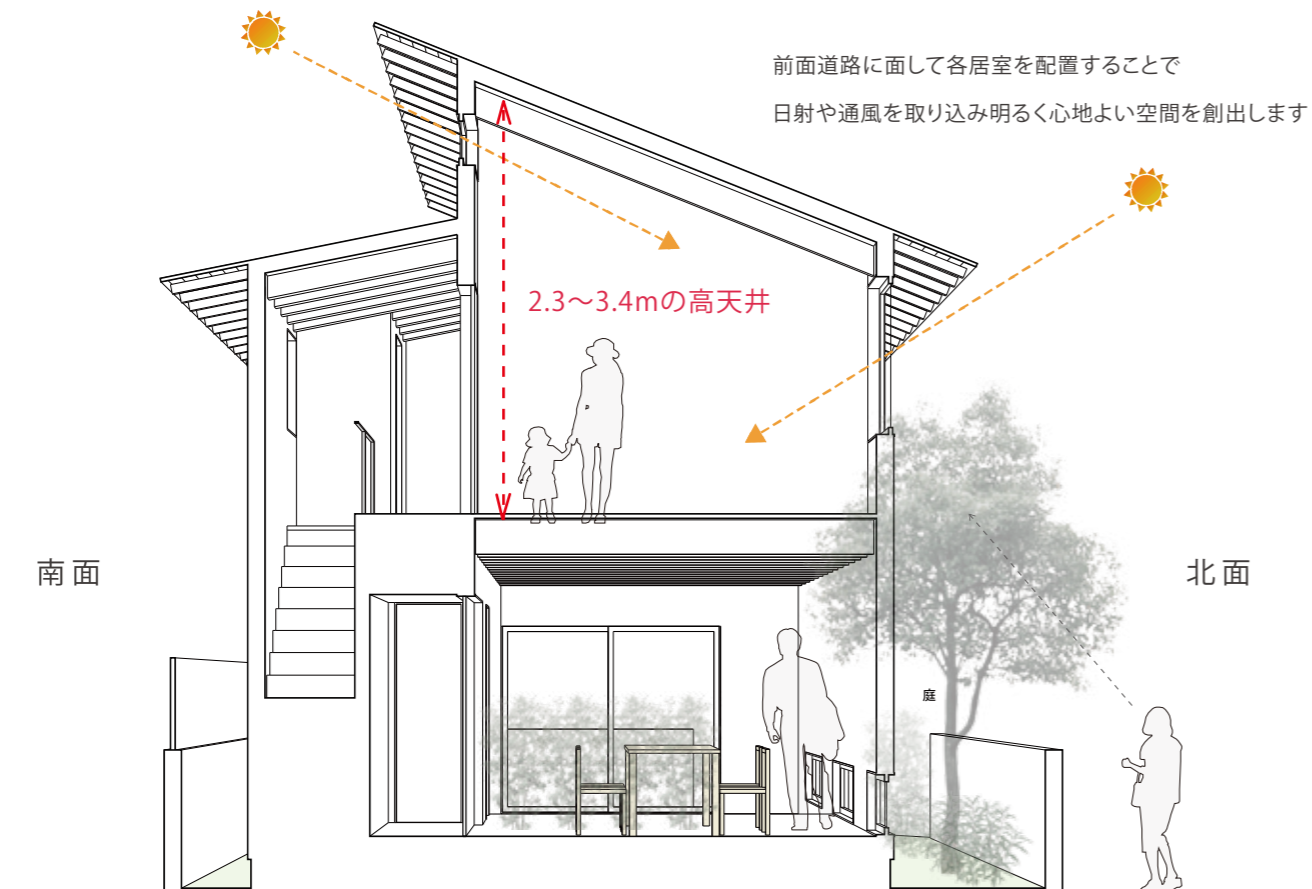 前面道路に面して各居室を配置することで
日射や通風を取り込み明るく心地よい空間を創出します
2.3〜3.4mの高天井
南面
北面
庭